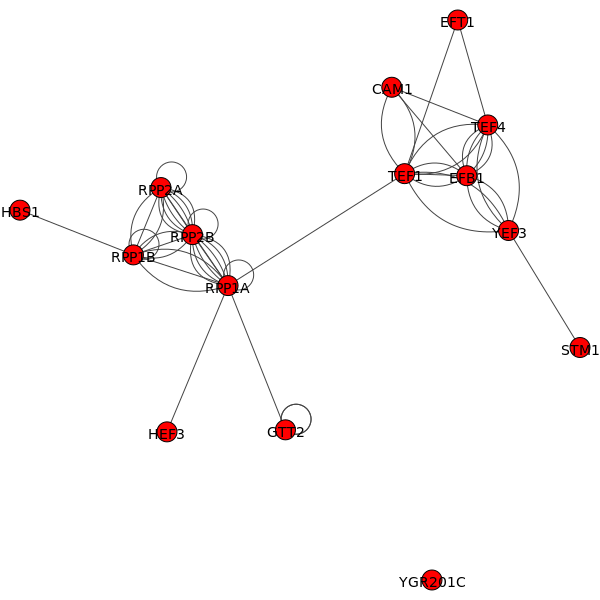 EFT1
CAM1
TEF4
TEF1
EFB1
RPP2A
HBS1
RPP2B
YEF3
RPP1B
RPP1A
STM1
HEF3
GTT2
YGR201C